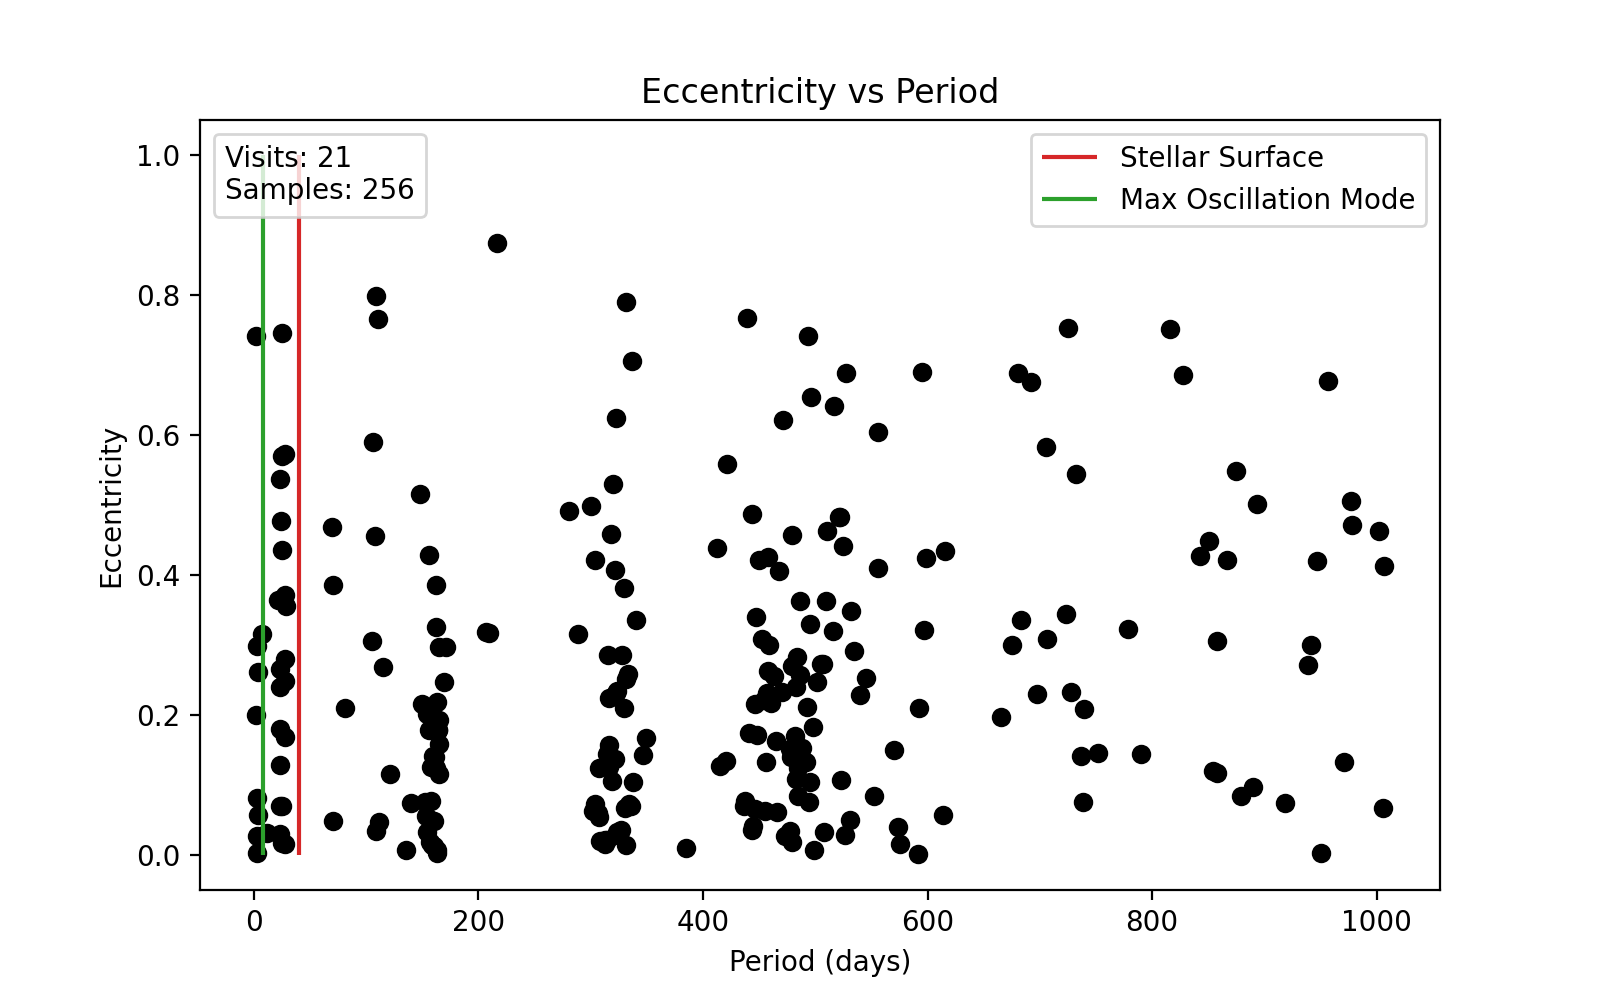 Eccentricity vs Period
Visits: 21
Samples: 256
Stellar Surface
Max Oscillation Mode
1.0
0.8
0.6
0.4
0.2
0.0
Eccentricity
0
200
400
600
800
1000
Period (days)